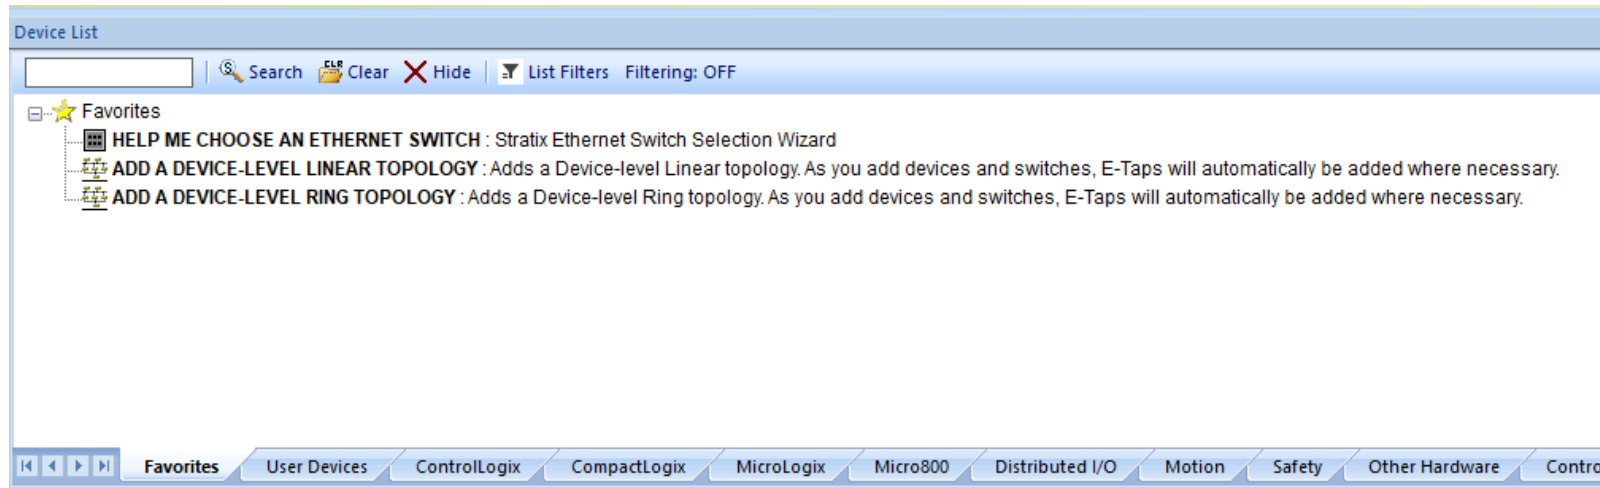 Device List
Search Clear Hide List Filters Filtering: OFF
Favorites
HELP ME CHOOSE AN ETHERNET SWITCH : Stratix Ethernet Switch Selection Wizard
ADD A DEVICE-LEVEL LINEAR TOPOLOGY : Adds a Device-level Linear topology. As you add devices and switches, E-Taps will automatically be added where necessary.
ADD A DEVICE-LEVEL RING TOPOLOGY : Adds a Device-level Ring topology. As you add devices and switches, E-Taps will automatically be added where necessary.
Favorites User Devices ControlLogix CompactLogix MicroLogix Micro800 Distributed I/O Motion Safety Other Hardware Contro